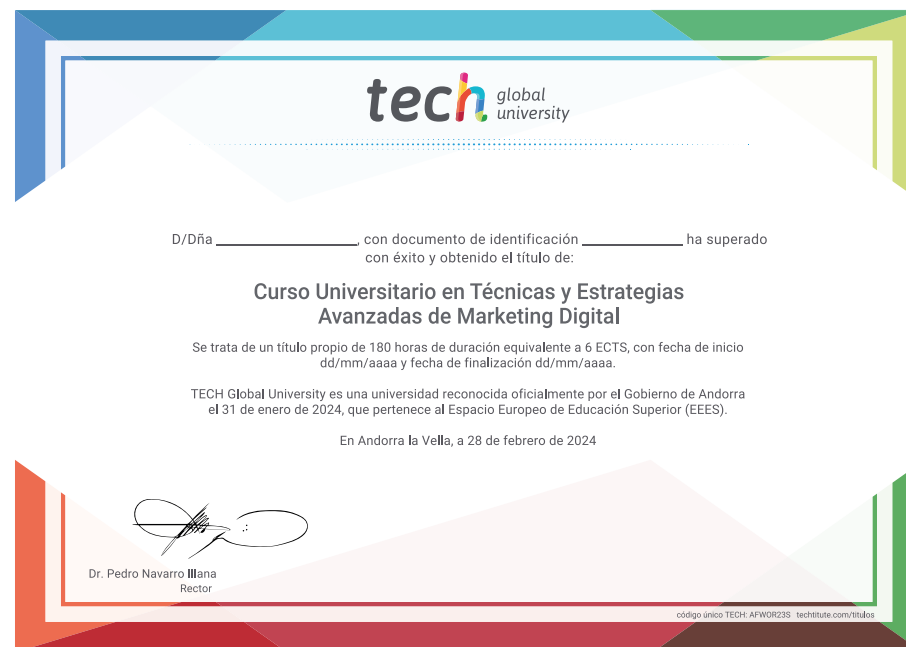 tech global
university
D/Dña ____________________, con documento de identificación ______________ ha superado
con éxito y obtenido el título de:
Curso Universitario en Técnicas y Estrategias
Avanzadas de Marketing Digital
Se trata de un título propio de 180 horas de duración equivalente a 6 ECTS, con fecha de inicio
dd/mm/aaaa y fecha de finalización dd/mm/aaaa.
TECH Global University es una universidad reconocida oficialmente por el Gobierno de Andorra
el 31 de enero de 2024, que pertenece al Espacio Europeo de Educación Superior (EEES).
En Andorra la Vella, a 28 de febrero de 2024
Dr. Pedro Navarro Illana
Rector
código único TECH: AFWOR23S techtitute.com/titulos